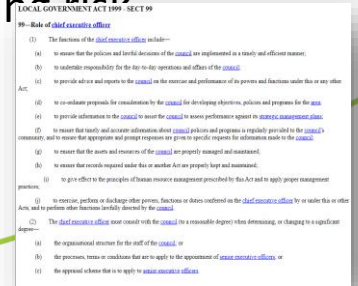 LOCAL GOVERNMENT ACT 1999 - SECT 99
99—Role of chief executive officer
(1) The functions of the chief executive officer include—
(a) to ensure that the policies and lawful decisions of the council are implemented in a timely and efficient manner;
(b) to undertake responsibility for the day-to-day operations and affairs of the council;
(c) to provide advice and reports to the council on the exercise and performance of its powers and functions under this or any other
Act;
(d) to co-ordinate proposals for consideration by the council for developing objectives, policies and programs for the area;
(e) to provide information to the council to assist the council to assess performance against its strategic management plans;
(f) to ensure that timely and accurate information about council policies and programs is regularly provided to the council's
community, and to ensure that appropriate and prompt responses are given to specific requests for information made to the council;
(g) to ensure that the assets and resources of the council are properly managed and maintained;
(h) to ensure that records required under this or another Act are properly kept and maintained;
(i) to give effect to the principles of human resource management prescribed by this Act and to apply proper management
practices;
(j) to exercise, perform or discharge other powers, functions or duties conferred on the chief executive officer by or under this or other
Acts, and to perform other functions lawfully directed by the council.
(2) The chief executive officer must consult with the council (to a reasonable degree) when determining, or changing to a significant
degree—
(a) the organisational structure for the staff of the council; or
(b) the processes, terms or conditions that are to apply to the appointment of senior executive officers; or
(c) the appraisal scheme that is to apply to senior executive officers.